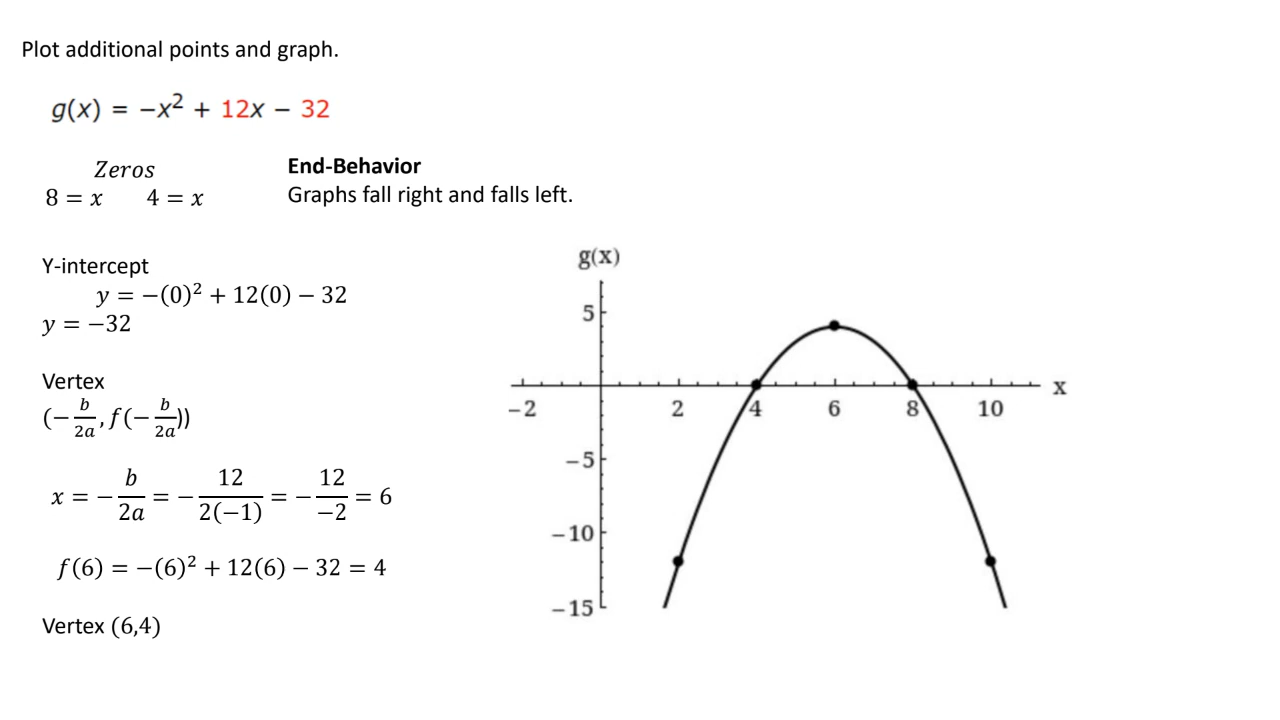 Plot additional points and graph.
g(x) = −x² + 12x − 32
Zeros
8 = x 4 = x
End-Behavior
Graphs fall right and falls left.
Y-intercept
y = −(0)² + 12(0) − 32
y = −32
Vertex
(−b/2a, f(−b/2a))
x = −b/2a = −12/2(−1) = −12/−2 = 6
f(6) = −(6)² + 12(6) − 32 = 4
Vertex (6,4)
g(x)
5
x
−2 2 4 6 8 10
−5
−10
−15